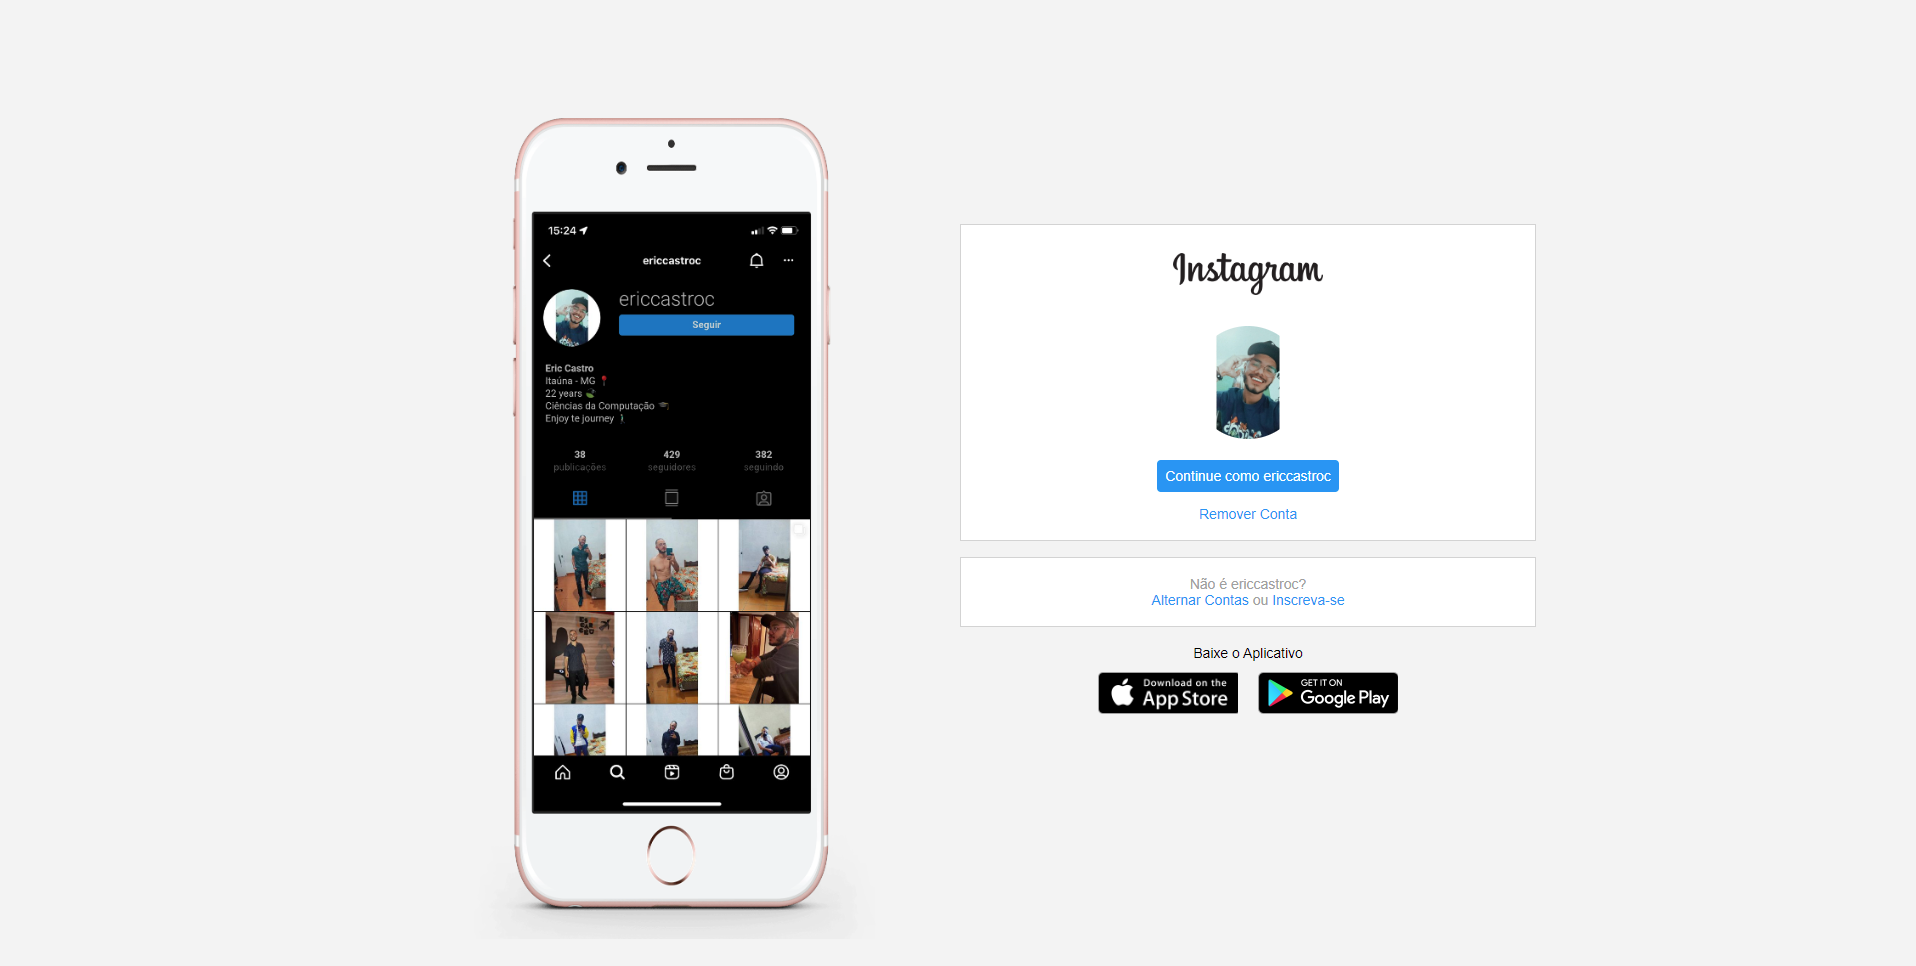 15:24
ericcastroc
ericcastroc
Seguir
Eric Castro
Itaúna - MG
22 years
Ciências da Computação
Enjoy te journey
38 429 382
publicações seguidores seguindo
Instagram
Continue como ericcastroc
Remover Conta
Não é ericcastroc?
Alternar Contas ou Inscreva-se
Baixe o Aplicativo
Download on the
App Store
GET IT ON
Google Play